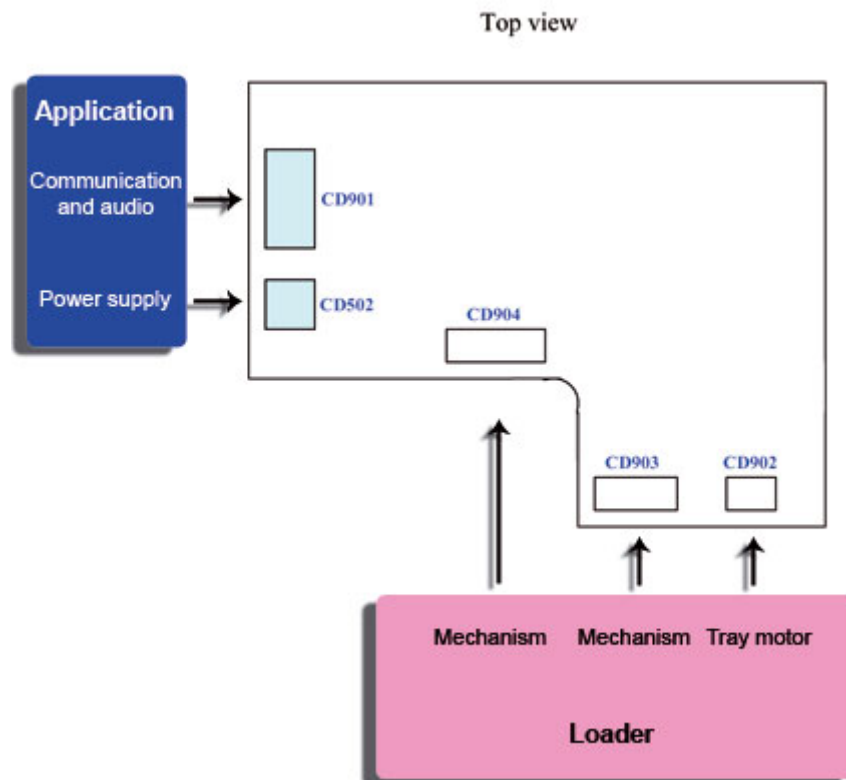 Top view
Application
Communication
and audio
CD901
Power supply
CD502
CD904
CD903
CD902
Mechanism
Mechanism
Tray motor
Loader